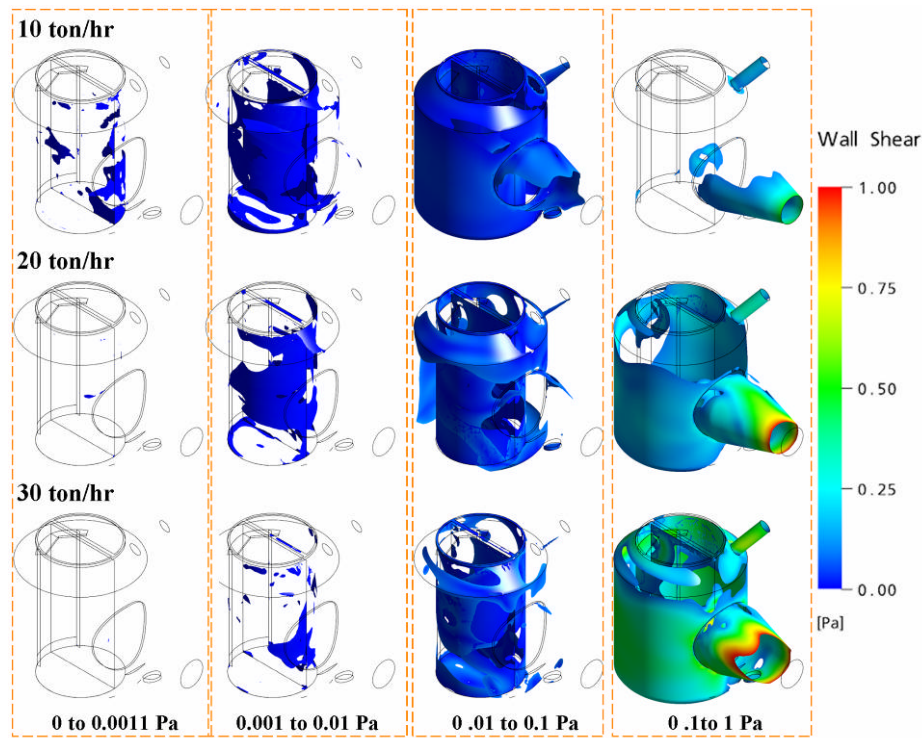 10 ton/hr
Wall Shear
1.00
20 ton/hr
0.75
0.50
30 ton/hr
0.25
0.00
[Pa]
0 to 0.0011 Pa
0.001 to 0.01 Pa
0 .01 to 0.1 Pa
0 .1to 1 Pa